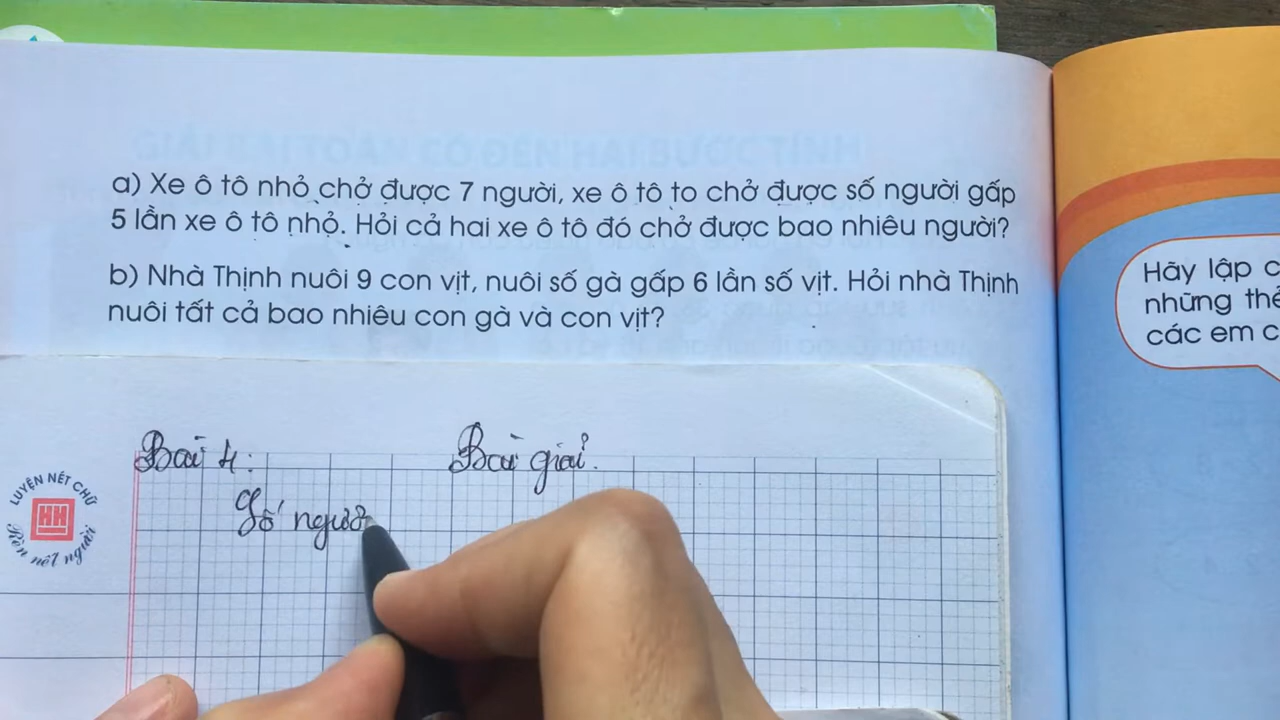 a) Xe ô tô nhỏ chở được 7 người, xe ô tô to chở được số người gấp
5 lần xe ô tô nhỏ. Hỏi cả hai xe ô tô đó chở được bao nhiêu người?
b) Nhà Thịnh nuôi 9 con vịt, nuôi số gà gấp 6 lần số vịt. Hỏi nhà Thịnh
nuôi tất cả bao nhiêu con gà và con vịt?
Hãy lập
những
các em
Bài 4:
Bài giải.
Số ngườ
LUYỆN NÉT CHỮ
HH
Rèn nết người